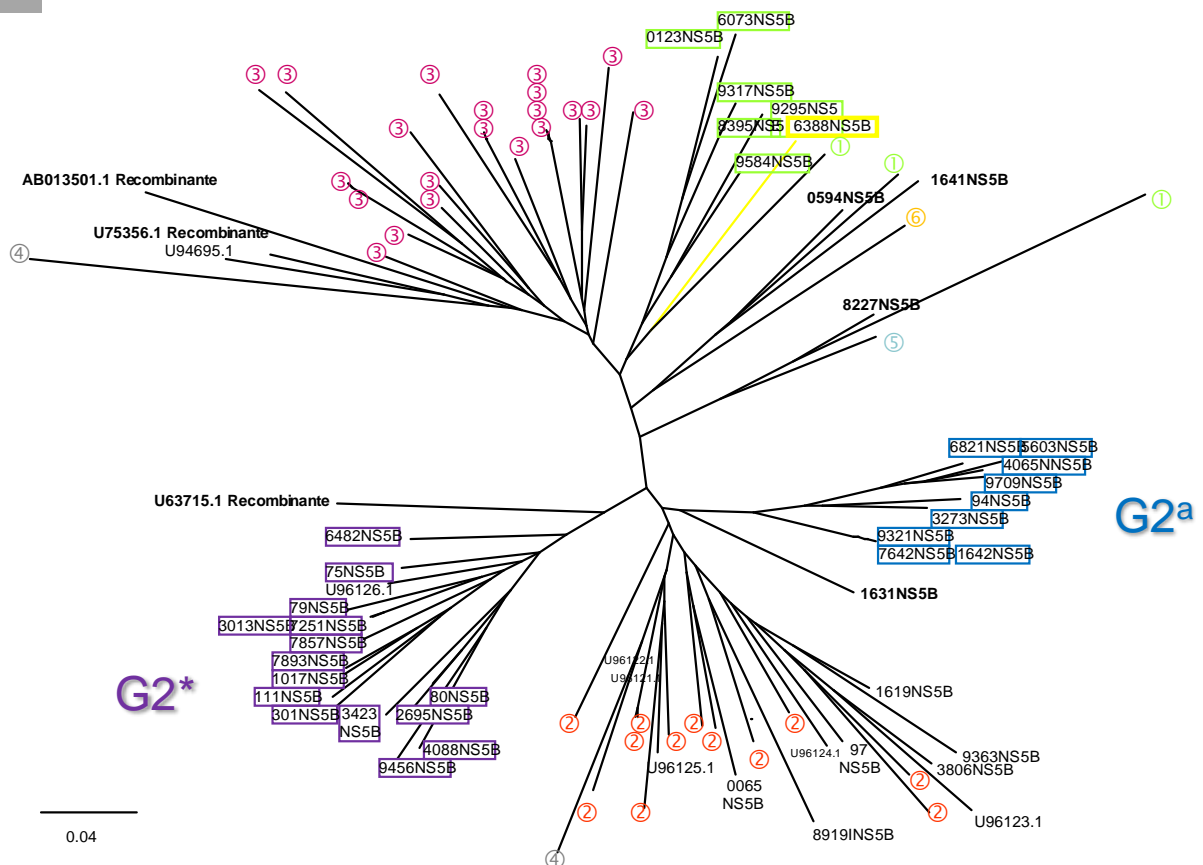 6073NS5B
0123NS5B
③
③ ③ ③ ③
9317NS5B
③
9295NS5
③ ③ ③ ③ ③
③ ③ ③ 6388NS5B
③ 9584NS5B ① ①
AB013501.1 Recombinante
③ ③
③ ③
0594NS5B
1641NS5B
①
⑥
U75356.1 Recombinante
③
U94695.1
③
④
8227NS5B
⑤
6821NS5B 5603NS5B
4065NNS5B
9709NS5B
94NS5B
3273NS5B
G2a
9321NS5B
7642NS5B 1642NS5B
1631NS5B
U63715.1 Recombinante
6482NS5B
75NS5B
U96126.1
79NS5B
3013NS5B 7251NS5B
7857NS5B
7893NS5B
1017NS5B
111NS5B
301NS5B
3423
NS5B
80NS5B
2695NS5B
4088NS5B
9456NS5B
G2*
U96122.1
U96121.1
② ② ② ②
② ② ②
U96125.1
②
U96124.1
97
NS5B
1619NS5B
9363NS5B
3806NS5B
0065
NS5B
②
② ② ②
U96123.1
8919INS5B
④
0.04